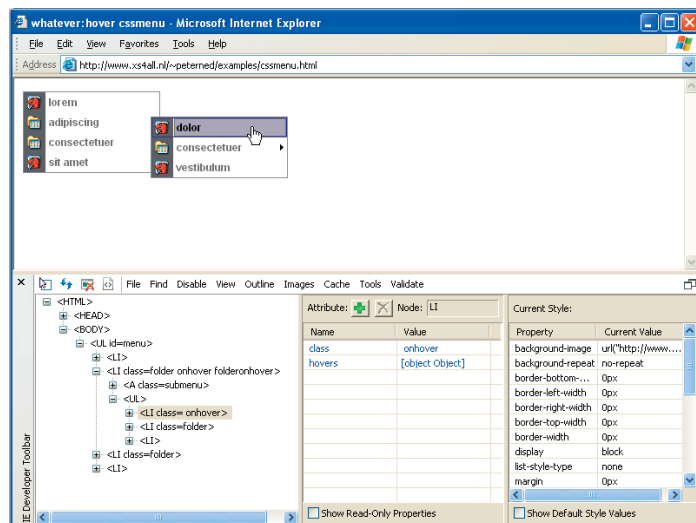 whatever:hover cssmenu - Microsoft Internet Explorer
File Edit View Favorites Tools Help
Address http://www.xs4all.nl/~peterned/examples/cssmenu.html
lorem
adipiscing
consectetuer
sit amet
dolor
consectetuer
vestibulum
File Find Disable View Outline Images Cache Tools Validate
IE Developer Toolbar
<HTML>
<HEAD>
<BODY>
<UL id=menu>
<LI>
<LI class=folder onhover folderonhover>
<A class=submenu>
<UL>
<LI class= onhover>
<LI class=folder>
<LI>
<LI class=folder>
<LI>
Attribute: Node: LI
Name Value
class onhover
hovers [object Object]
Show Read-Only Properties
Current Style:
Property Current Value
background-image url("http://www....
background-repeat no-repeat
border-bottom-... 0px
border-left-width 0px
border-right-width 0px
border-top-width 0px
border-width 0px
display block
list-style-type none
margin 0px
Show Default Style Values